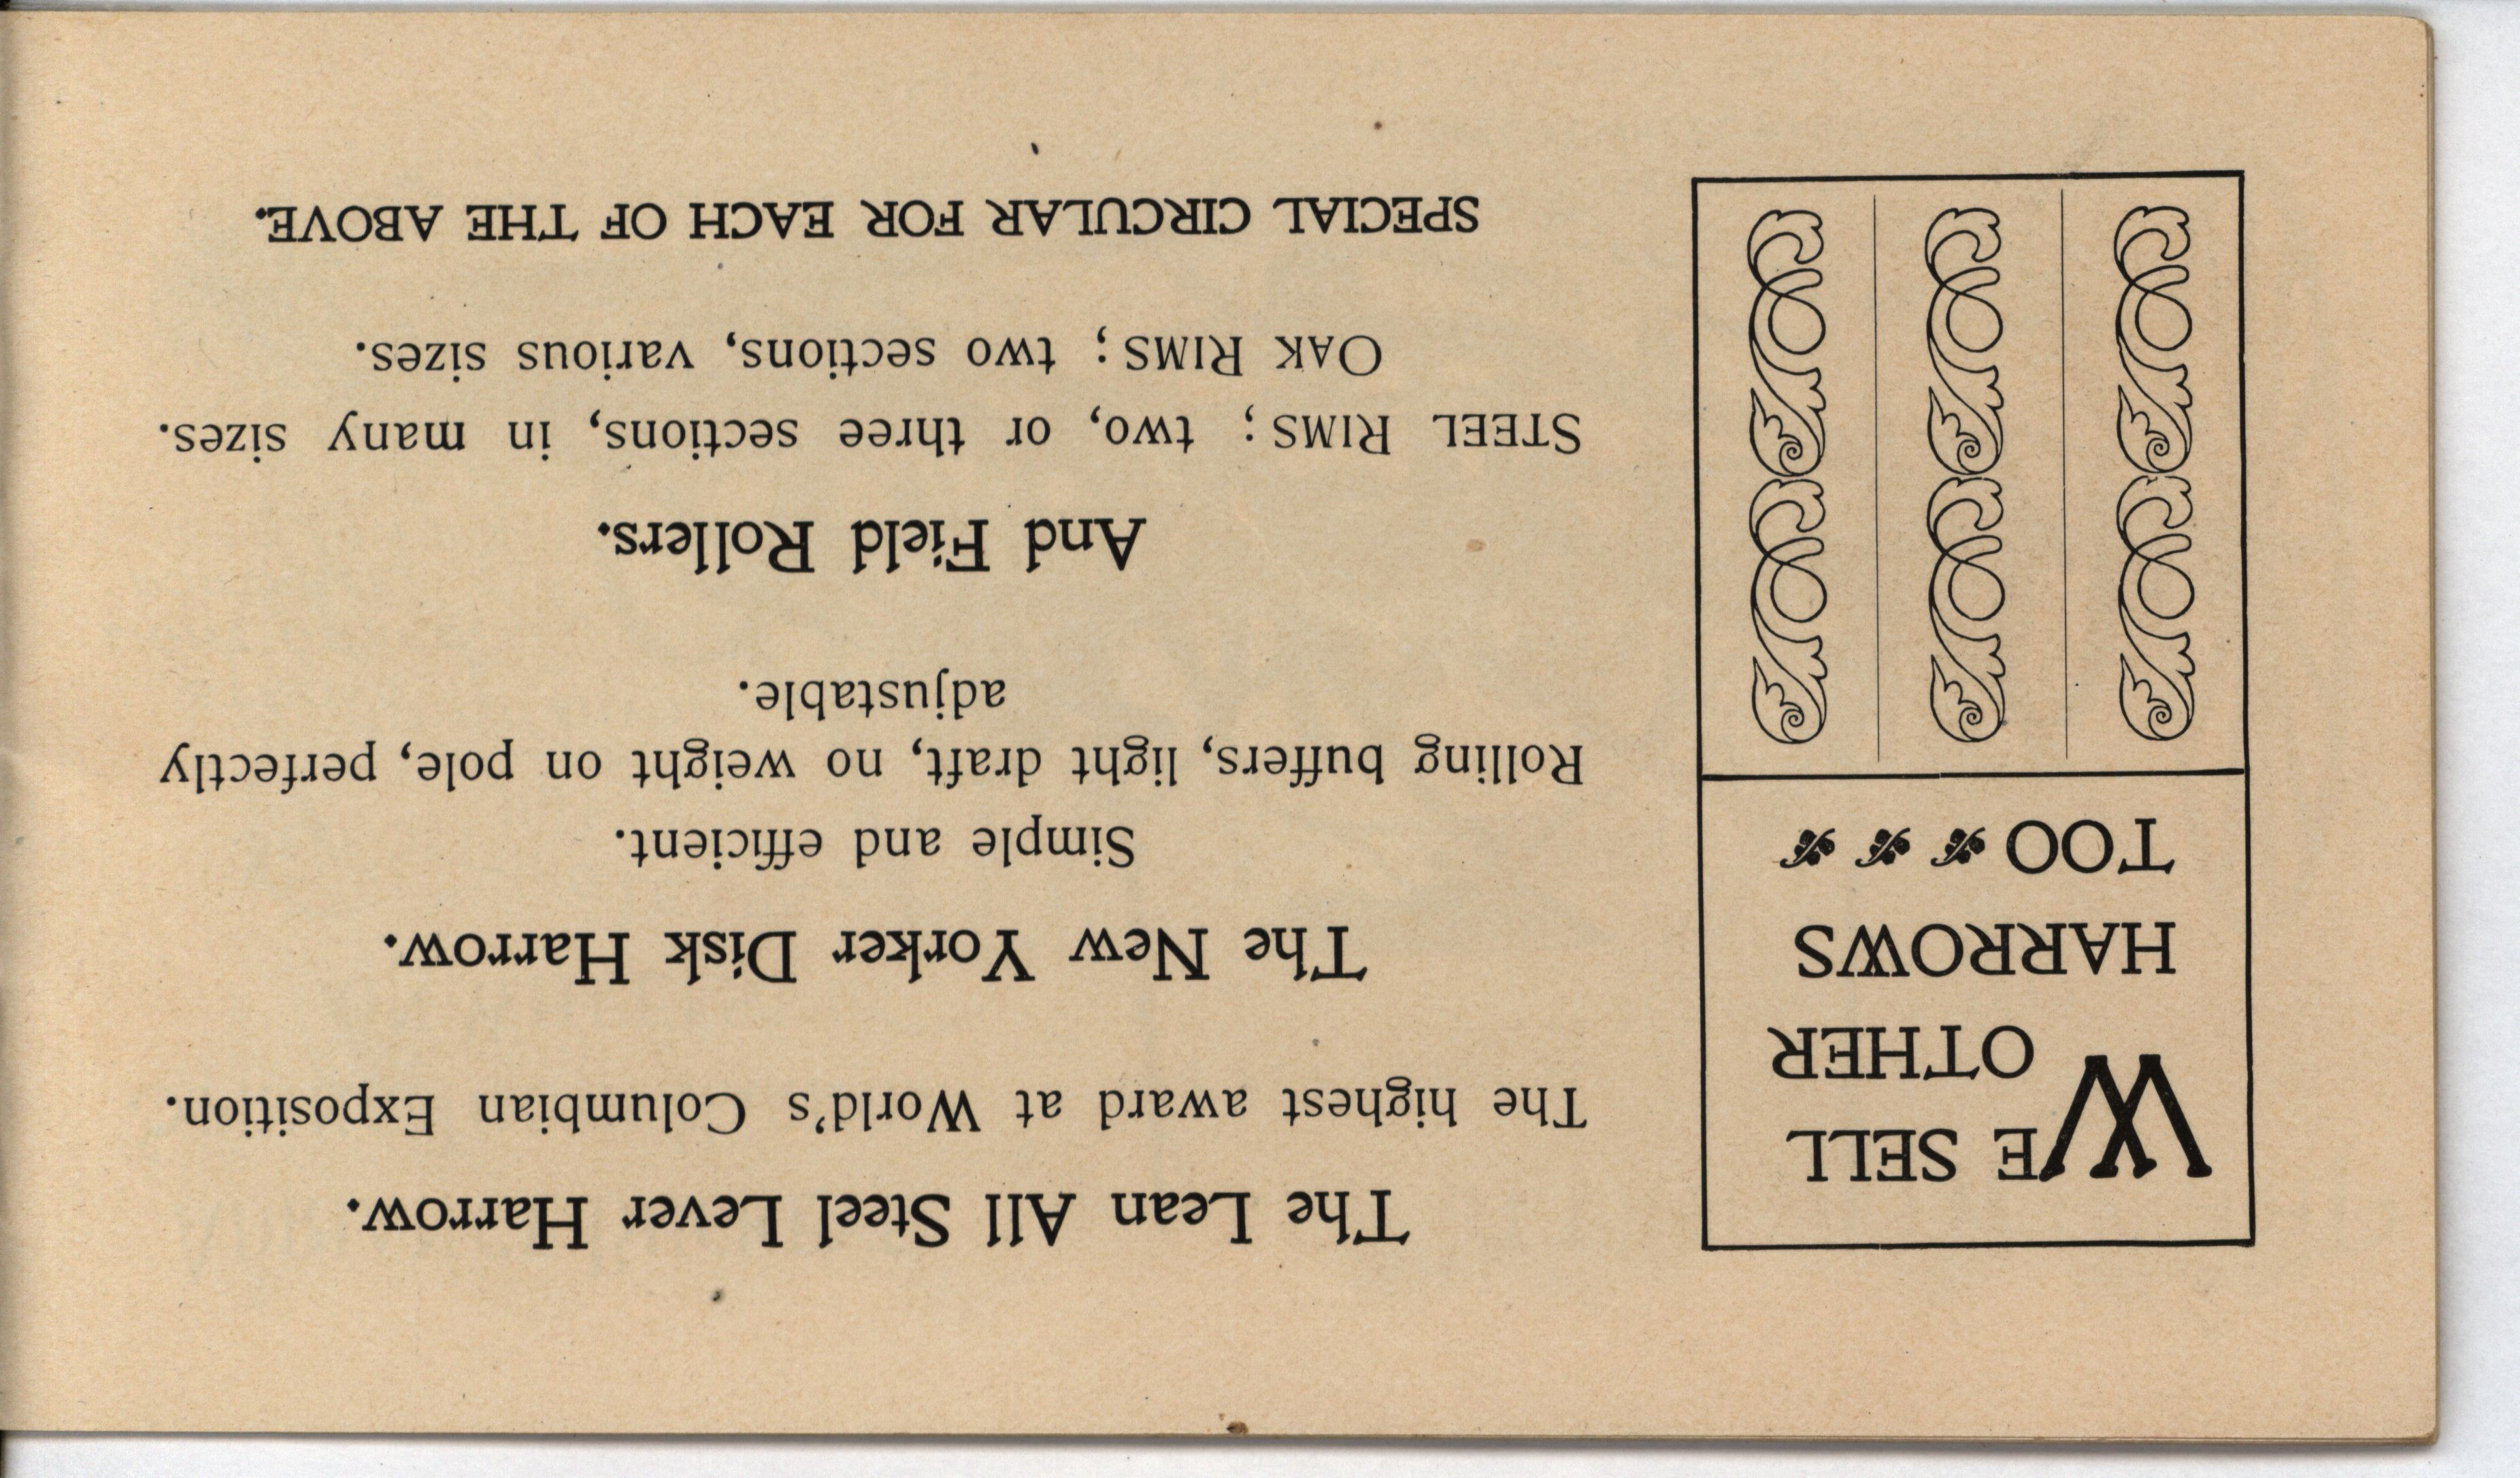 WE SELL
OTHER
HARROWS
TOO
The Lean All Steel Lever Harrow.
The highest award at World's Columbian Exposition.
The New Yorker Disk Harrow.
Simple and efficient.
Rolling buffers, light draft, no weight on pole, perfectly
adjustable.
And Field Rollers.
STEEL RIMS; two, or three sections, in many sizes.
OAK RIMS; two sections, various sizes.
SPECIAL CIRCULAR FOR EACH OF THE ABOVE.